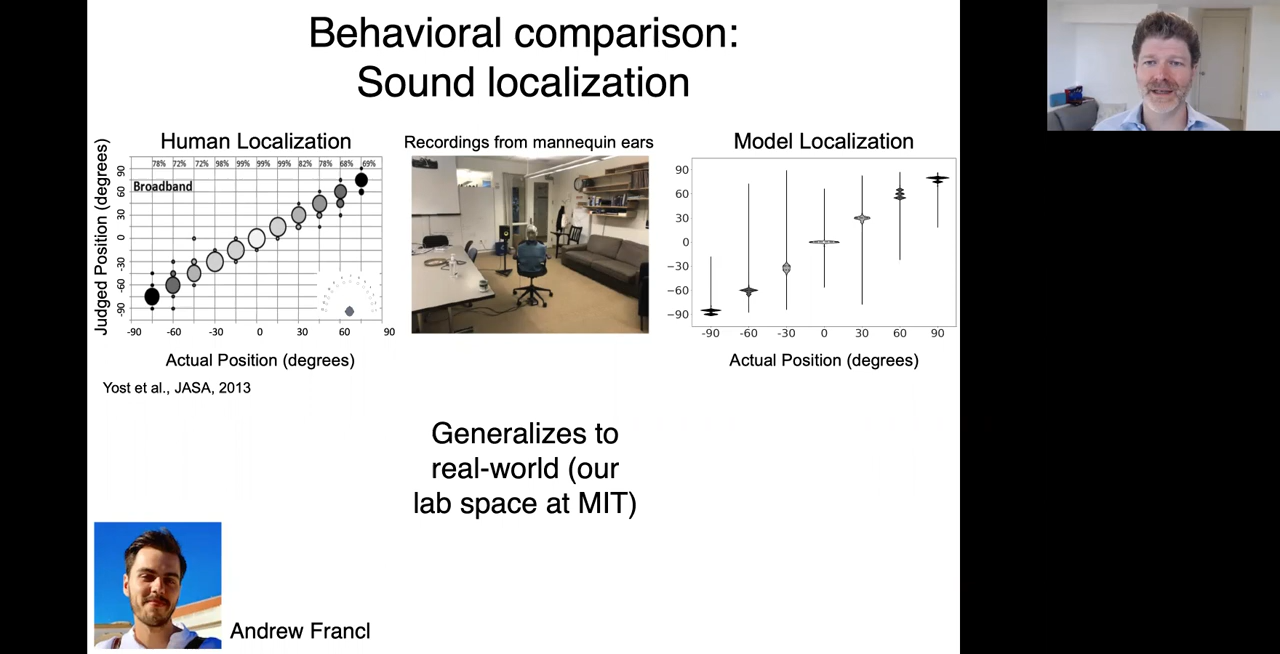 Behavioral comparison:
Sound localization
Human Localization
Recordings from mannequin ears
Model Localization
78% 72% 72% 98% 99% 99% 99% 82% 78% 68% 69%
Broadband
Judged Position (degrees)
90
60
30
0
-30
-60
-90
-90 -60 -30 0 30 60 90
Actual Position (degrees)
90
60
30
0
−30
−60
−90
-90 -60 -30 0 30 60 90
Actual Position (degrees)
Yost et al., JASA, 2013
Generalizes to
real-world (our
lab space at MIT)
Andrew Francl